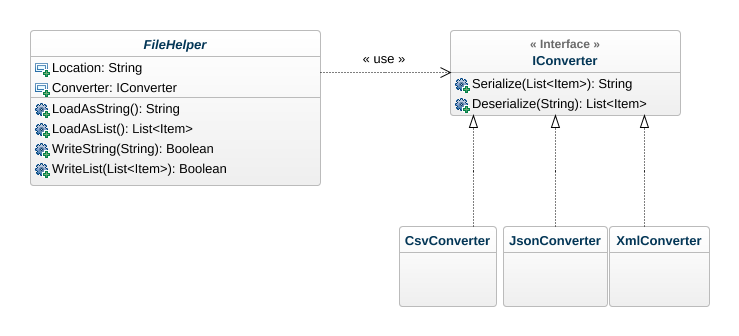 FileHelper
Location: String
Converter: IConverter
LoadAsString(): String
LoadAsList(): List<Item>
WriteString(String): Boolean
WriteList(List<Item>): Boolean
« use »
« Interface »
IConverter
Serialize(List<Item>): String
Deserialize(String): List<Item>
CsvConverter
JsonConverter
XmlConverter